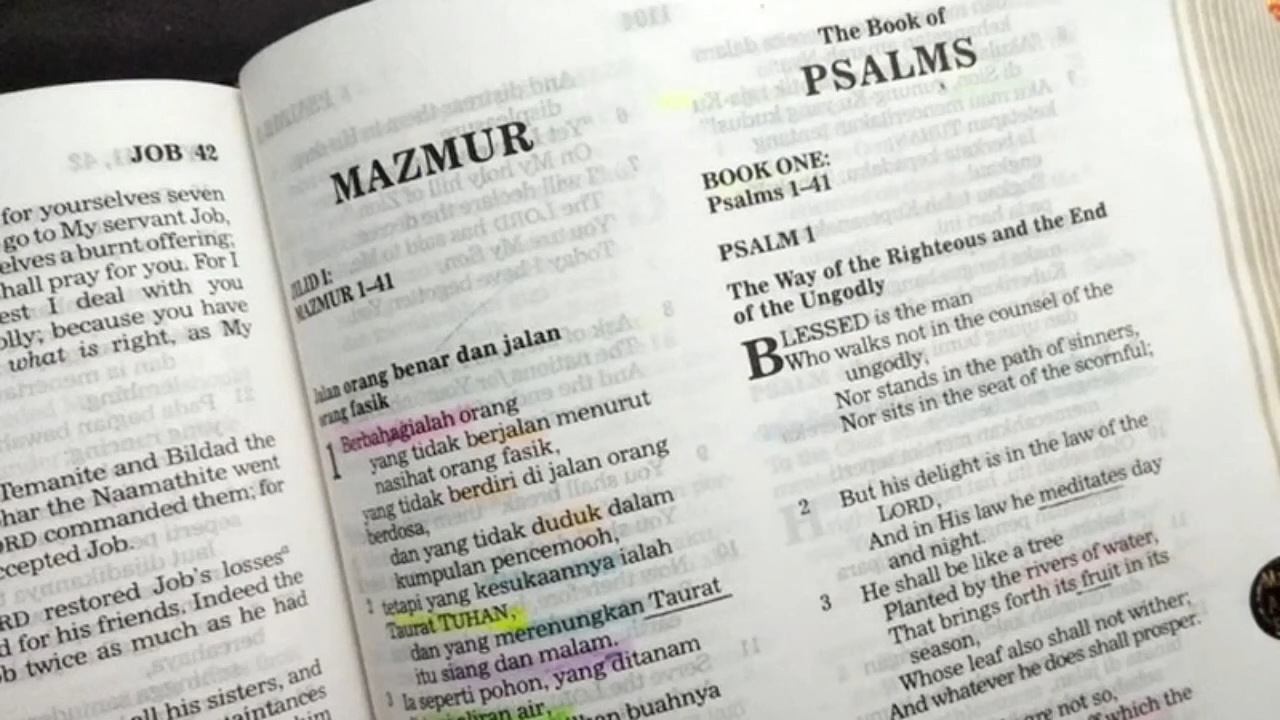 JOB 42
for yourselves seven
go to My servant Job,
elves a burnt offering;
hall pray for you. For I
est I deal with you
olly; because you have
what is right, as My
Temanite and Bildad the
har the Naamathite went
ORD commanded them; for
ccepted Job.
RD restored Job's losses
d for his friends. Indeed the
b twice as much as he had
all his sisters, and
MAZMUR
MAZMUR 1–41
Jalan orang benar dan jalan
orang fasik
1 Berbahagialah orang
yang tidak berjalan menurut
nasihat orang fasik,
yang tidak berdiri di jalan orang
berdosa,
dan yang tidak duduk dalam
kumpulan pencemooh,
2 tetapi yang kesukaannya ialah
Taurat TUHAN,
dan yang merenungkan Taurat
itu siang dan malam.
3 Ia seperti pohon, yang ditanam
aliran air,
buahnya
The Book of
PSALMS
BOOK ONE:
Psalms 1–41
PSALM 1
The Way of the Righteous and the End
of the Ungodly
BLESSED is the man
Who walks not in the counsel of the
ungodly,
Nor stands in the path of sinners,
Nor sits in the seat of the scornful;
2 But his delight is in the law of the
LORD,
And in His law he meditates day
and night.
3 He shall be like a tree
Planted by the rivers of water,
That brings forth its fruit in its
season,
Whose leaf also shall not wither;
And whatever he does shall prosper.
are not so,
which the